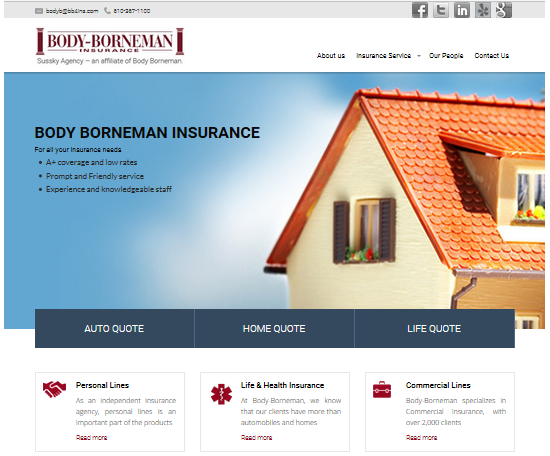 bodyb@bb4ins.com 610-367-1100
BODY-BORNEMAN
INSURANCE
Sussky Agency – an affiliate of Body Borneman.
About us Insurance Service Our People Contact Us
BODY BORNEMAN INSURANCE
For all your insurance needs
A+ coverage and low rates
Prompt and Friendly service
Experience and knowledgeable staff
AUTO QUOTE HOME QUOTE LIFE QUOTE
Personal Lines
As an independent insurance
agency, personal lines is an
important part of the products
Read more
Life & Health Insurance
At Body-Borneman, we know
that our clients have more than
automobiles and homes
Read more
Commercial Lines
Body-Borneman specializes in
Commercial Insurance, with
over 2,000 clients
Read more